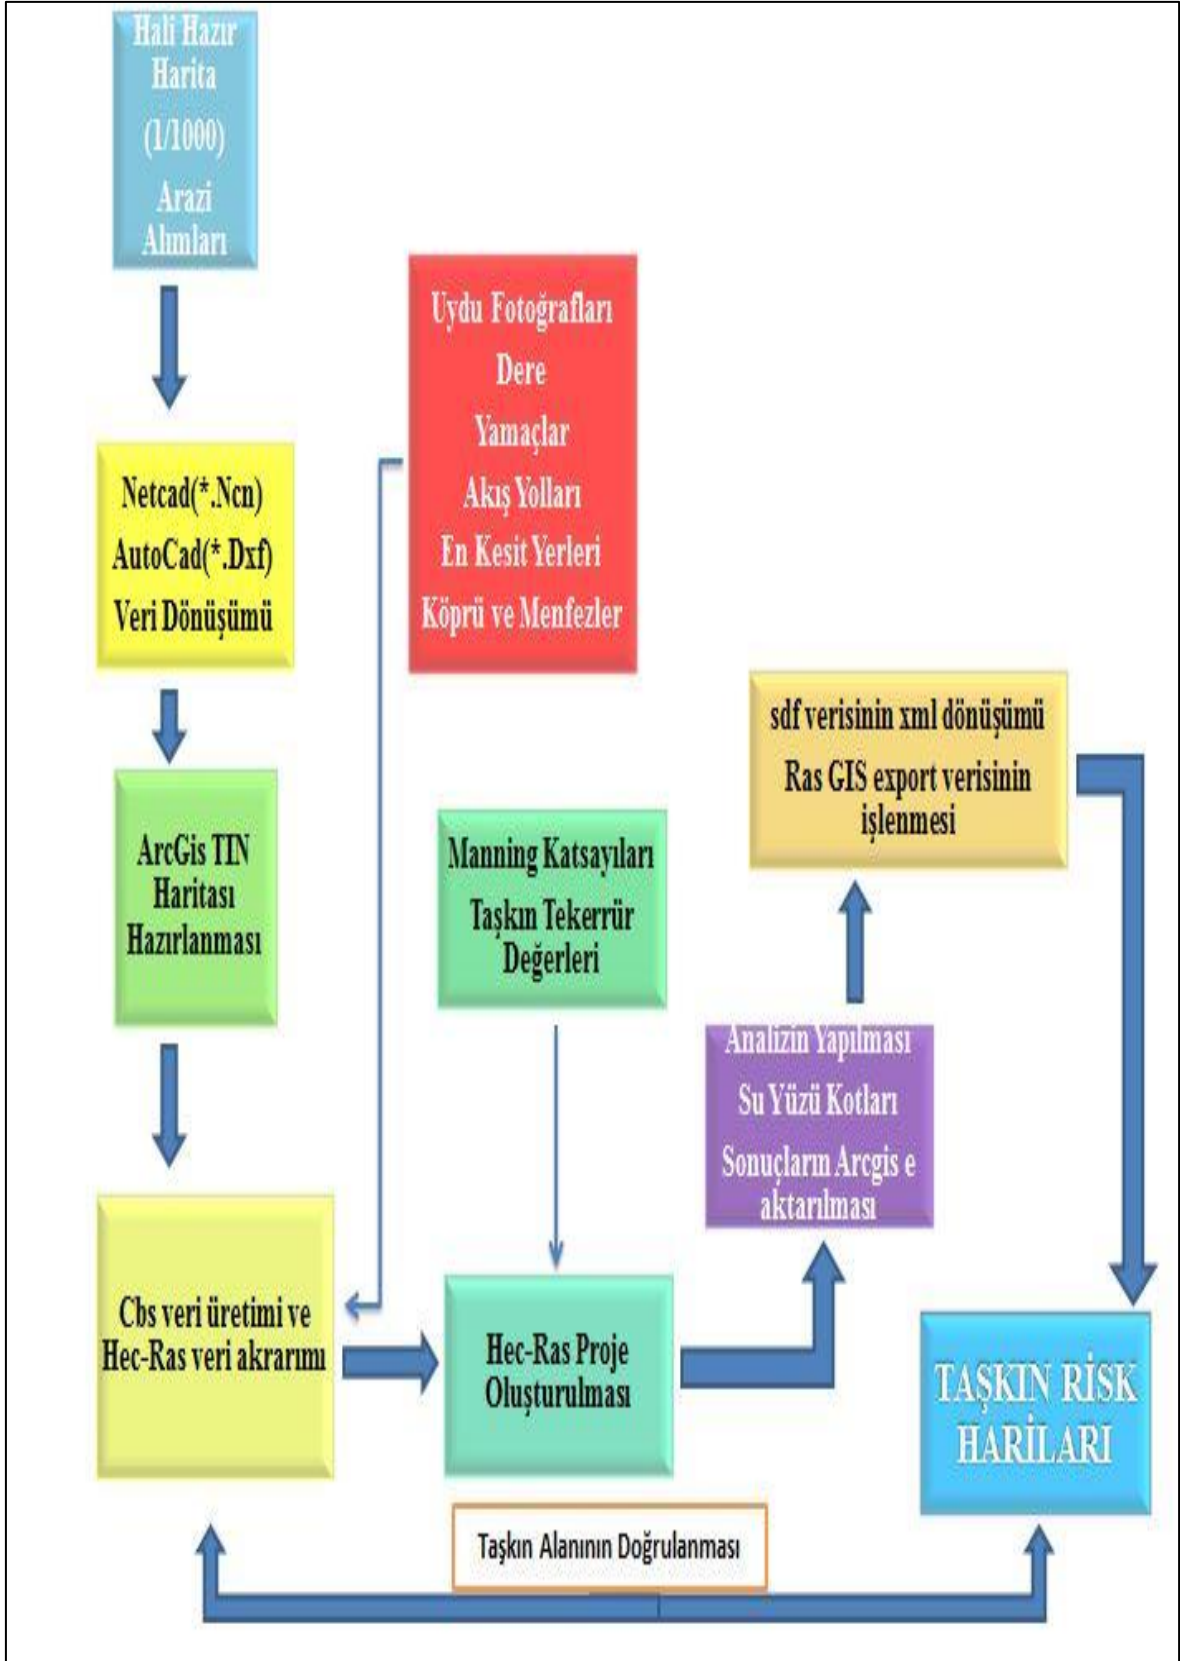 Hali Hazır
Harita
(1/1000)
Arazi
Alımları
Uydu Fotoğrafları
Dere
Yamaçlar
Akış Yolları
En Kesit Yerleri
Köprü ve Menfezler
Netcad(*.Ncn)
AutoCad(*.Dxf)
Veri Dönüşümü
ArcGis TIN
Haritası
Hazırlanması
Manning Katsayıları
Taşkın Tekerrür
Değerleri
sdf verisinin xml dönüşümü
Ras GIS export verisinin
işlenmesi
Analizin Yapılması
Su Yüzü Kotları
Sonuçların Arcgis e
aktarılması
Cbs veri üretimi ve
Hec-Ras veri akrarımı
Hec-Ras Proje
Oluşturulması
TAŞKIN RİSK
HARİLARI
Taşkın Alanının Doğrulanması